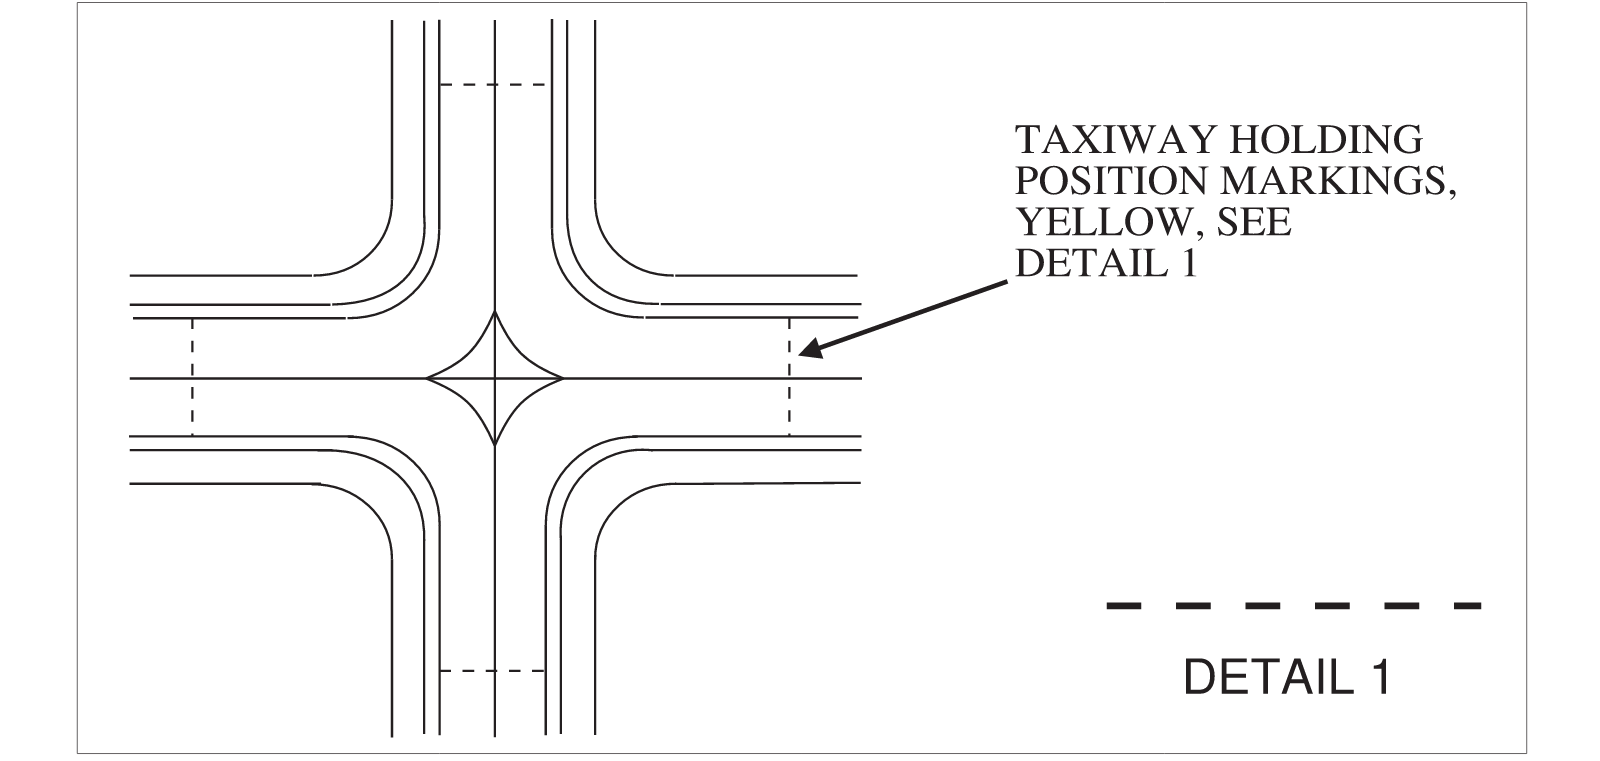 TAXIWAY HOLDING
POSITION MARKINGS,
YELLOW, SEE
DETAIL 1
DETAIL 1